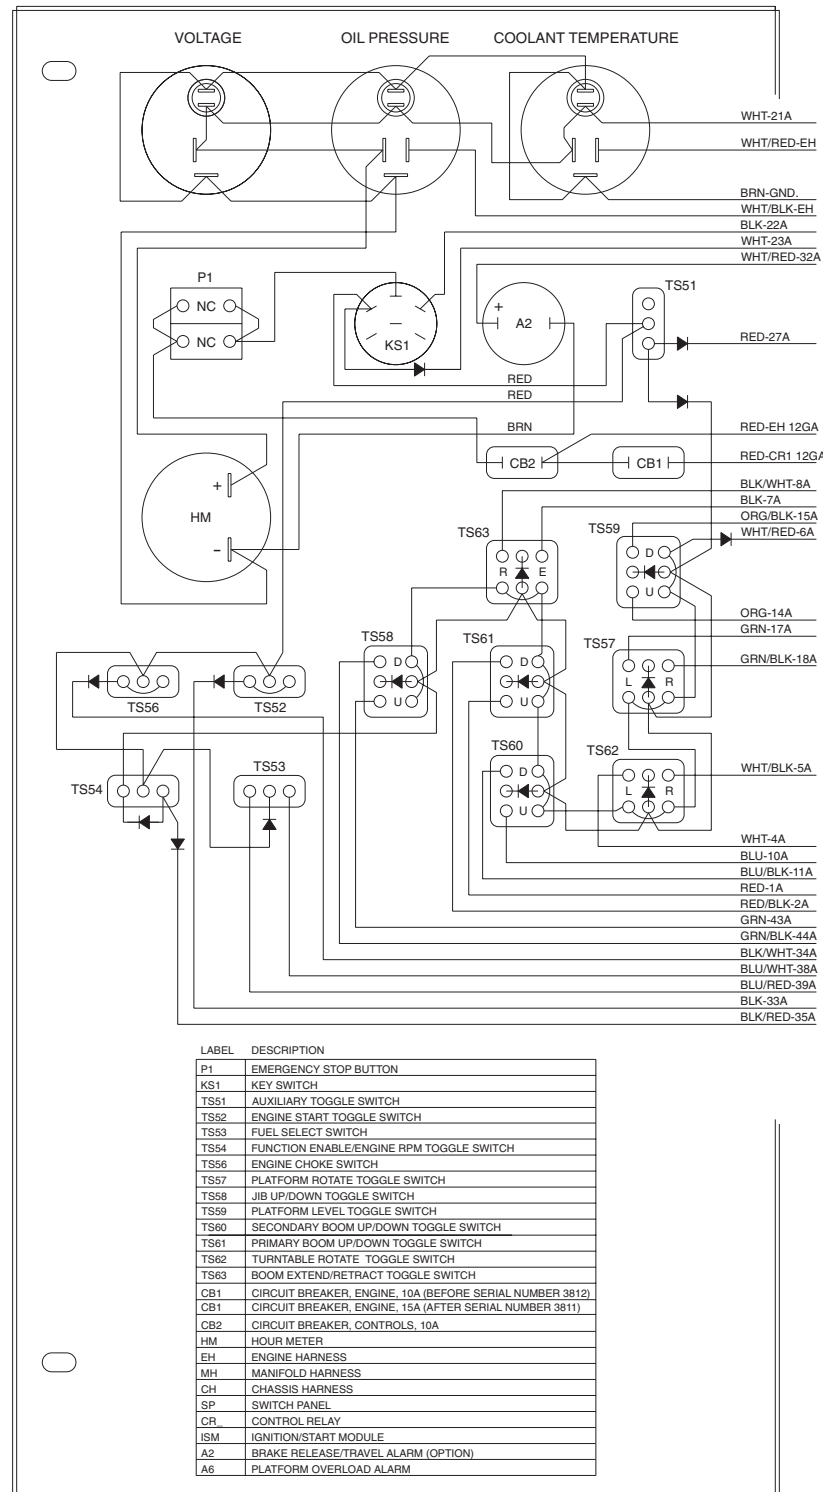 VOLTAGE OIL PRESSURE COOLANT TEMPERATURE
WHT-21A
WHT/RED-EH
BRN-GND.
WHT/BLK-EH
BLK-22A
WHT-23A
WHT/RED-32A
P1
TS51
NC
+ A2
NC
KS1
RED-27A
RED
RED
BRN
RED-EH 12GA
CB2 CB1
RED-CR1 12GA
+
HM
-
BLK/WHT-8A
BLK-7A
ORG/BLK-15A
WHT/RED-6A
TS63 TS59
R E
D
U
ORG-14A
GRN-17A
TS58 TS61 TS57
GRN/BLK-18A
D D L R
U U
TS56 TS52
TS60 TS62
TS54 TS53
WHT/BLK-5A
D L R
U
WHT-4A
BLU-10A
BLU/BLK-11A
RED-1A
RED/BLK-2A
GRN-43A
GRN/BLK-44A
BLK/WHT-34A
BLU/WHT-38A
BLU/RED-39A
BLK-33A
BLK/RED-35A
LABEL DESCRIPTION
P1 EMERGENCY STOP BUTTON
KS1 KEY SWITCH
TS51 AUXILIARY TOGGLE SWITCH
TS52 ENGINE START TOGGLE SWITCH
TS53 FUEL SELECT SWITCH
TS54 FUNCTION ENABLE/ENGINE RPM TOGGLE SWITCH
TS56 ENGINE CHOKE SWITCH
TS57 PLATFORM ROTATE TOGGLE SWITCH
TS58 JIB UP/DOWN TOGGLE SWITCH
TS59 PLATFORM LEVEL TOGGLE SWITCH
TS60 SECONDARY BOOM UP/DOWN TOGGLE SWITCH
TS61 PRIMARY BOOM UP/DOWN TOGGLE SWITCH
TS62 TURNTABLE ROTATE TOGGLE SWITCH
TS63 BOOM EXTEND/RETRACT TOGGLE SWITCH
CB1 CIRCUIT BREAKER, ENGINE, 10A (BEFORE SERIAL NUMBER 3812)
CB1 CIRCUIT BREAKER, ENGINE, 15A (AFTER SERIAL NUMBER 3811)
CB2 CIRCUIT BREAKER, CONTROLS, 10A
HM HOUR METER
EH ENGINE HARNESS
MH MANIFOLD HARNESS
CH CHASSIS HARNESS
SP SWITCH PANEL
CR_ CONTROL RELAY
ISM IGNITION/START MODULE
A2 BRAKE RELEASE/TRAVEL ALARM (OPTION)
A6 PLATFORM OVERLOAD ALARM